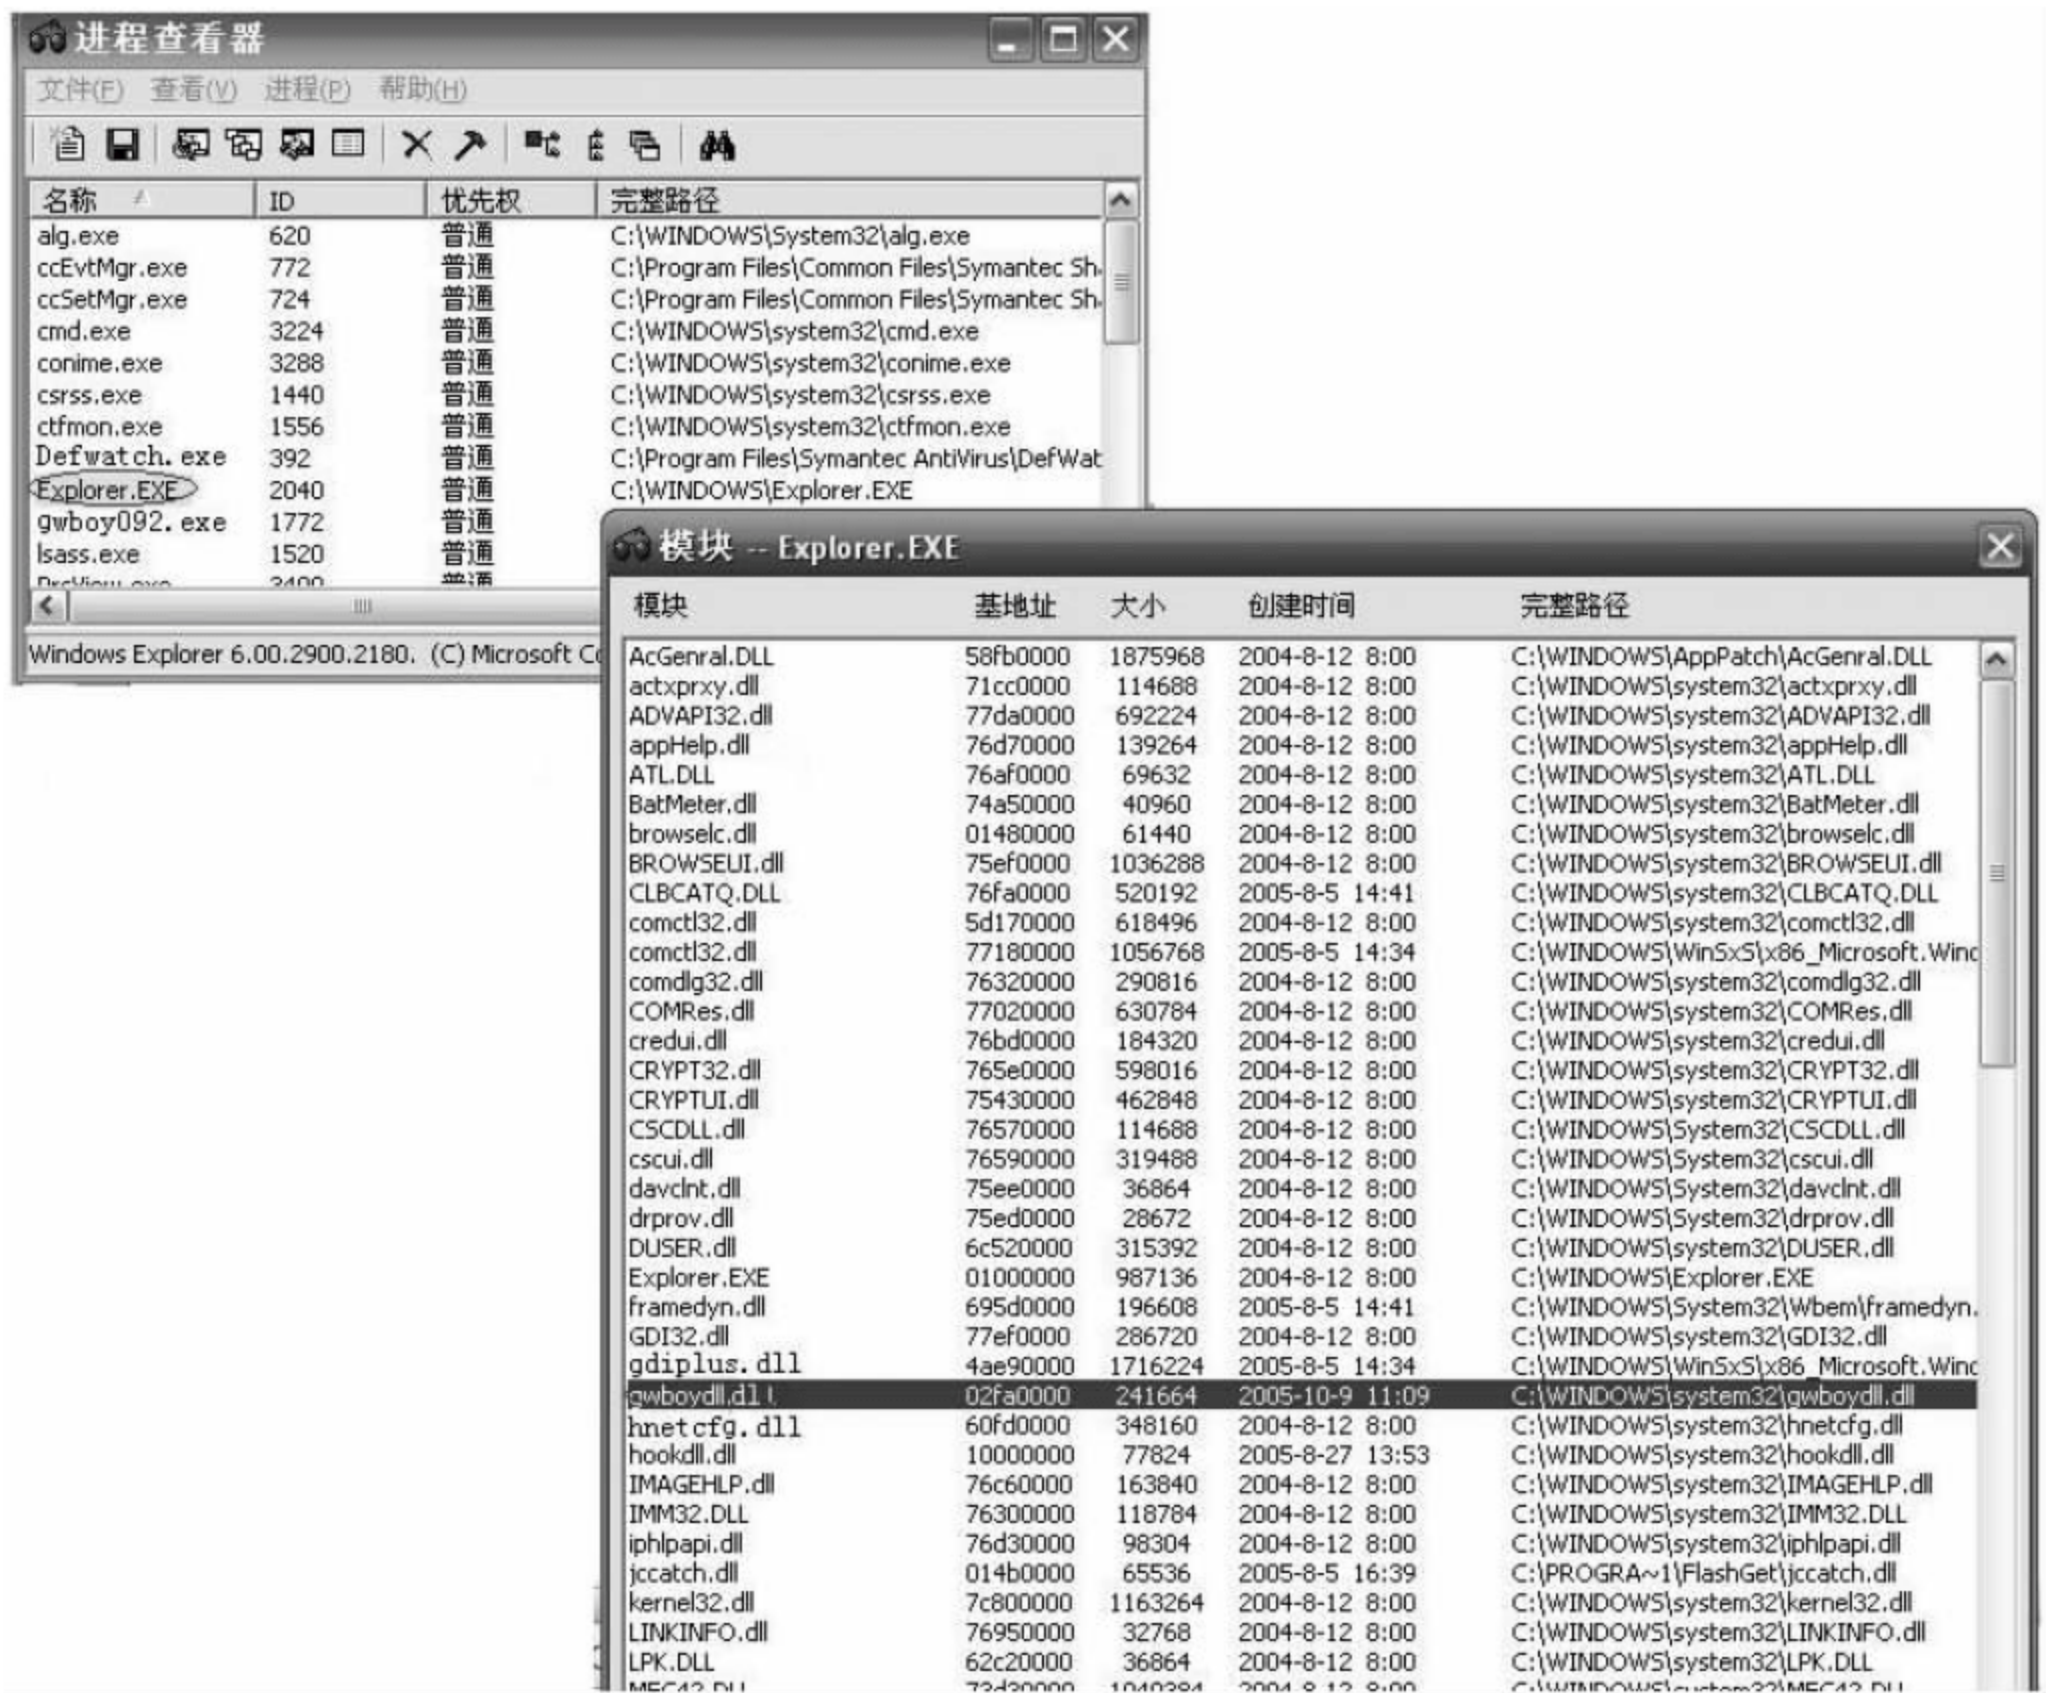 进程查看器
文件(F) 查看(V) 进程(P) 帮助(H)
名称 ID 优先权 完整路径
alg.exe 620 普通 C:\WINDOWS\System32\alg.exe
ccEvtMgr.exe 772 普通 C:\Program Files\Common Files\Symantec Sh
ccSetMgr.exe 724 普通 C:\Program Files\Common Files\Symantec Sh
cmd.exe 3224 普通 C:\WINDOWS\system32\cmd.exe
conime.exe 3288 普通 C:\WINDOWS\system32\conime.exe
csrss.exe 1440 普通 C:\WINDOWS\system32\csrss.exe
ctfmon.exe 1556 普通 C:\WINDOWS\system32\ctfmon.exe
Defwatch.exe 392 普通 C:\Program Files\Symantec AntiVirus\DefWat
Explorer.EXE 2040 普通 C:\WINDOWS\Explorer.EXE
gwboy092.exe 1772 普通
lsass.exe 1520 普通
PrcView.exe 3400 普通
Windows Explorer 6.00.2900.2180. (C) Microsoft Co
模块 -- Explorer.EXE
模块 基地址 大小 创建时间 完整路径
AcGenral.DLL 58fb0000 1875968 2004-8-12 8:00 C:\WINDOWS\AppPatch\AcGenral.DLL
actxprxy.dll 71cc0000 114688 2004-8-12 8:00 C:\WINDOWS\system32\actxprxy.dll
ADVAPI32.dll 77da0000 692224 2004-8-12 8:00 C:\WINDOWS\system32\ADVAPI32.dll
appHelp.dll 76d70000 139264 2004-8-12 8:00 C:\WINDOWS\system32\appHelp.dll
ATL.DLL 76af0000 69632 2004-8-12 8:00 C:\WINDOWS\system32\ATL.DLL
BatMeter.dll 74a50000 40960 2004-8-12 8:00 C:\WINDOWS\system32\BatMeter.dll
browselc.dll 01480000 61440 2004-8-12 8:00 C:\WINDOWS\system32\browselc.dll
BROWSEUI.dll 75ef0000 1036288 2004-8-12 8:00 C:\WINDOWS\system32\BROWSEUI.dll
CLBCATQ.DLL 76fa0000 520192 2005-8-5 14:41 C:\WINDOWS\system32\CLBCATQ.DLL
comctl32.dll 5d170000 618496 2004-8-12 8:00 C:\WINDOWS\system32\comctl32.dll
comctl32.dll 77180000 1056768 2005-8-5 14:34 C:\WINDOWS\WinSxS\x86_Microsoft.Winc
comdlg32.dll 76320000 290816 2004-8-12 8:00 C:\WINDOWS\system32\comdlg32.dll
COMRes.dll 77020000 630784 2004-8-12 8:00 C:\WINDOWS\system32\COMRes.dll
credui.dll 76bd0000 184320 2004-8-12 8:00 C:\WINDOWS\system32\credui.dll
CRYPT32.dll 765e0000 598016 2004-8-12 8:00 C:\WINDOWS\system32\CRYPT32.dll
CRYPTUI.dll 75430000 462848 2004-8-12 8:00 C:\WINDOWS\system32\CRYPTUI.dll
CSCDLL.dll 76570000 114688 2004-8-12 8:00 C:\WINDOWS\System32\CSCDLL.dll
cscui.dll 76590000 319488 2004-8-12 8:00 C:\WINDOWS\System32\cscui.dll
davclnt.dll 75ee0000 36864 2004-8-12 8:00 C:\WINDOWS\System32\davclnt.dll
drprov.dll 75ed0000 28672 2004-8-12 8:00 C:\WINDOWS\System32\drprov.dll
DUSER.dll 6c520000 315392 2004-8-12 8:00 C:\WINDOWS\system32\DUSER.dll
Explorer.EXE 01000000 987136 2004-8-12 8:00 C:\WINDOWS\Explorer.EXE
framedyn.dll 695d0000 196608 2005-8-5 14:41 C:\WINDOWS\System32\Wbem\framedyn.
GDI32.dll 77ef0000 286720 2004-8-12 8:00 C:\WINDOWS\system32\GDI32.dll
gdiplus.dll 4ae90000 1716224 2005-8-5 14:34 C:\WINDOWS\WinSxS\x86_Microsoft.Winc
gwboydll.dll 02fa0000 241664 2005-10-9 11:09 C:\WINDOWS\system32\gwboydll.dll
hnetcfg.dll 60fd0000 348160 2004-8-12 8:00 C:\WINDOWS\system32\hnetcfg.dll
hookdll.dll 10000000 77824 2005-8-27 13:53 C:\WINDOWS\system32\hookdll.dll
IMAGEHLP.dll 76c60000 163840 2004-8-12 8:00 C:\WINDOWS\system32\IMAGEHLP.dll
IMM32.DLL 76300000 118784 2004-8-12 8:00 C:\WINDOWS\system32\IMM32.DLL
iphlpapi.dll 76d30000 98304 2004-8-12 8:00 C:\WINDOWS\system32\iphlpapi.dll
jccatch.dll 014b0000 65536 2005-8-5 16:39 C:\PROGRA~1\FlashGet\jccatch.dll
kernel32.dll 7c800000 1163264 2004-8-12 8:00 C:\WINDOWS\system32\kernel32.dll
LINKINFO.dll 76950000 32768 2004-8-12 8:00 C:\WINDOWS\system32\LINKINFO.dll
LPK.DLL 62c20000 36864 2004-8-12 8:00 C:\WINDOWS\system32\LPK.DLL
MFC42.DLL 73d30000 1040384 2004-8-12 8:00 C:\WINDOWS\system32\MFC42.DLL